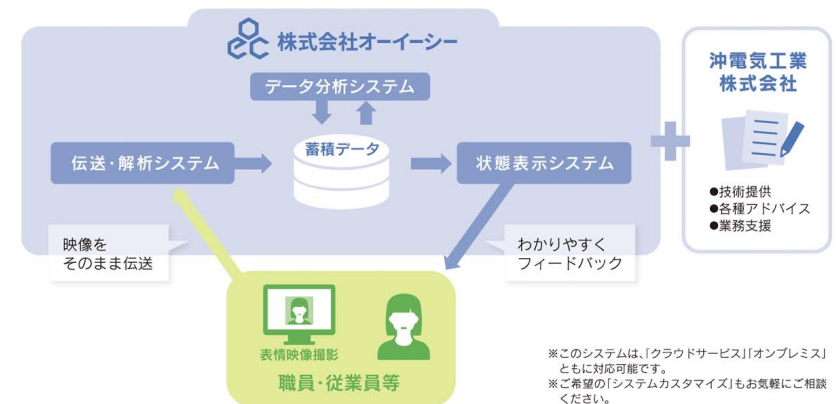 oec 株式会社オーイーシー
データ分析システム
伝送・解析システム
蓄積データ
状態表示システム
映像を
そのまま伝送
わかりやすく
フィードバック
表情映像撮影
職員・従業員等
沖電気工業
株式会社
●技術提供
●各種アドバイス
●業務支援
※このシステムは、「クラウドサービス」「オンプレミス」
ともに対応可能です。
※ご希望の「システムカスタマイズ」もお気軽にご相談
ください。